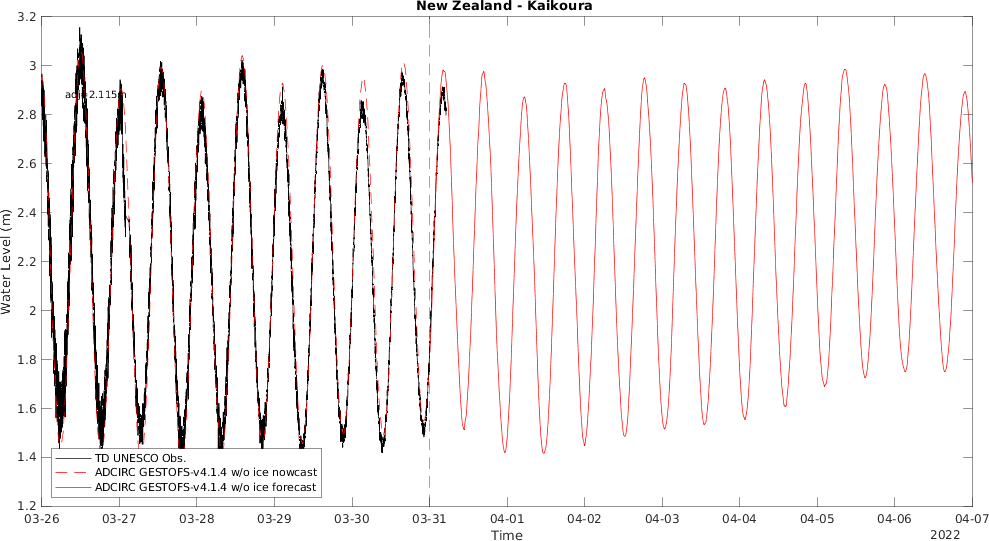 New Zealand - Kaikoura
3.2
3
2.8
2.6
2.4
2.2
2
1.8
1.6
1.4
1.2
Water Level (m)
TD UNESCO Obs.
ADCIRC GESTOFS-v4.1.4 w/o ice nowcast
ADCIRC GESTOFS-v4.1.4 w/o ice forecast
03-26 03-27 03-28 03-29 03-30 03-31 04-01 04-02 04-03 04-04 04-05 04-06 04-07
Time
2022